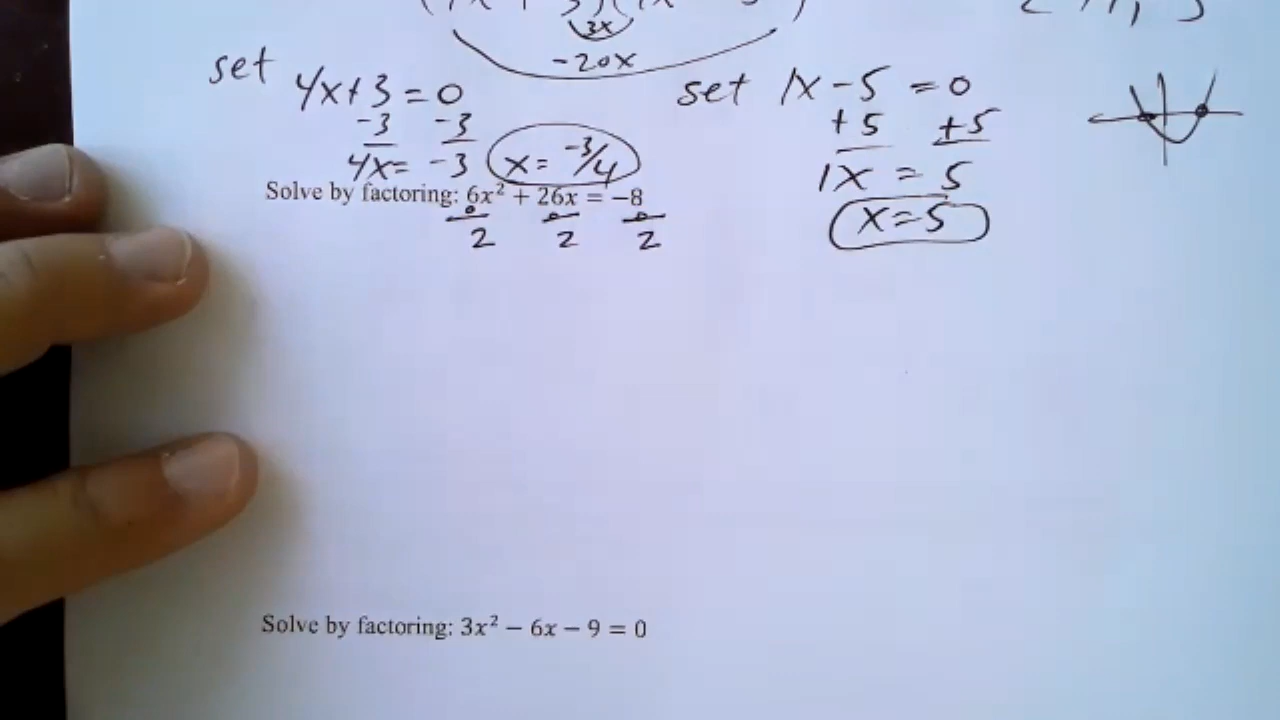 3x
-20x
set 4x+3=0 set 1x-5=0
-3 -3 +5 +5
4x= -3 x= -3/4 1x = 5
Solve by factoring: 6x² + 26x = −8
2 2 2 x=5
Solve by factoring: 3x² − 6x − 9 = 0